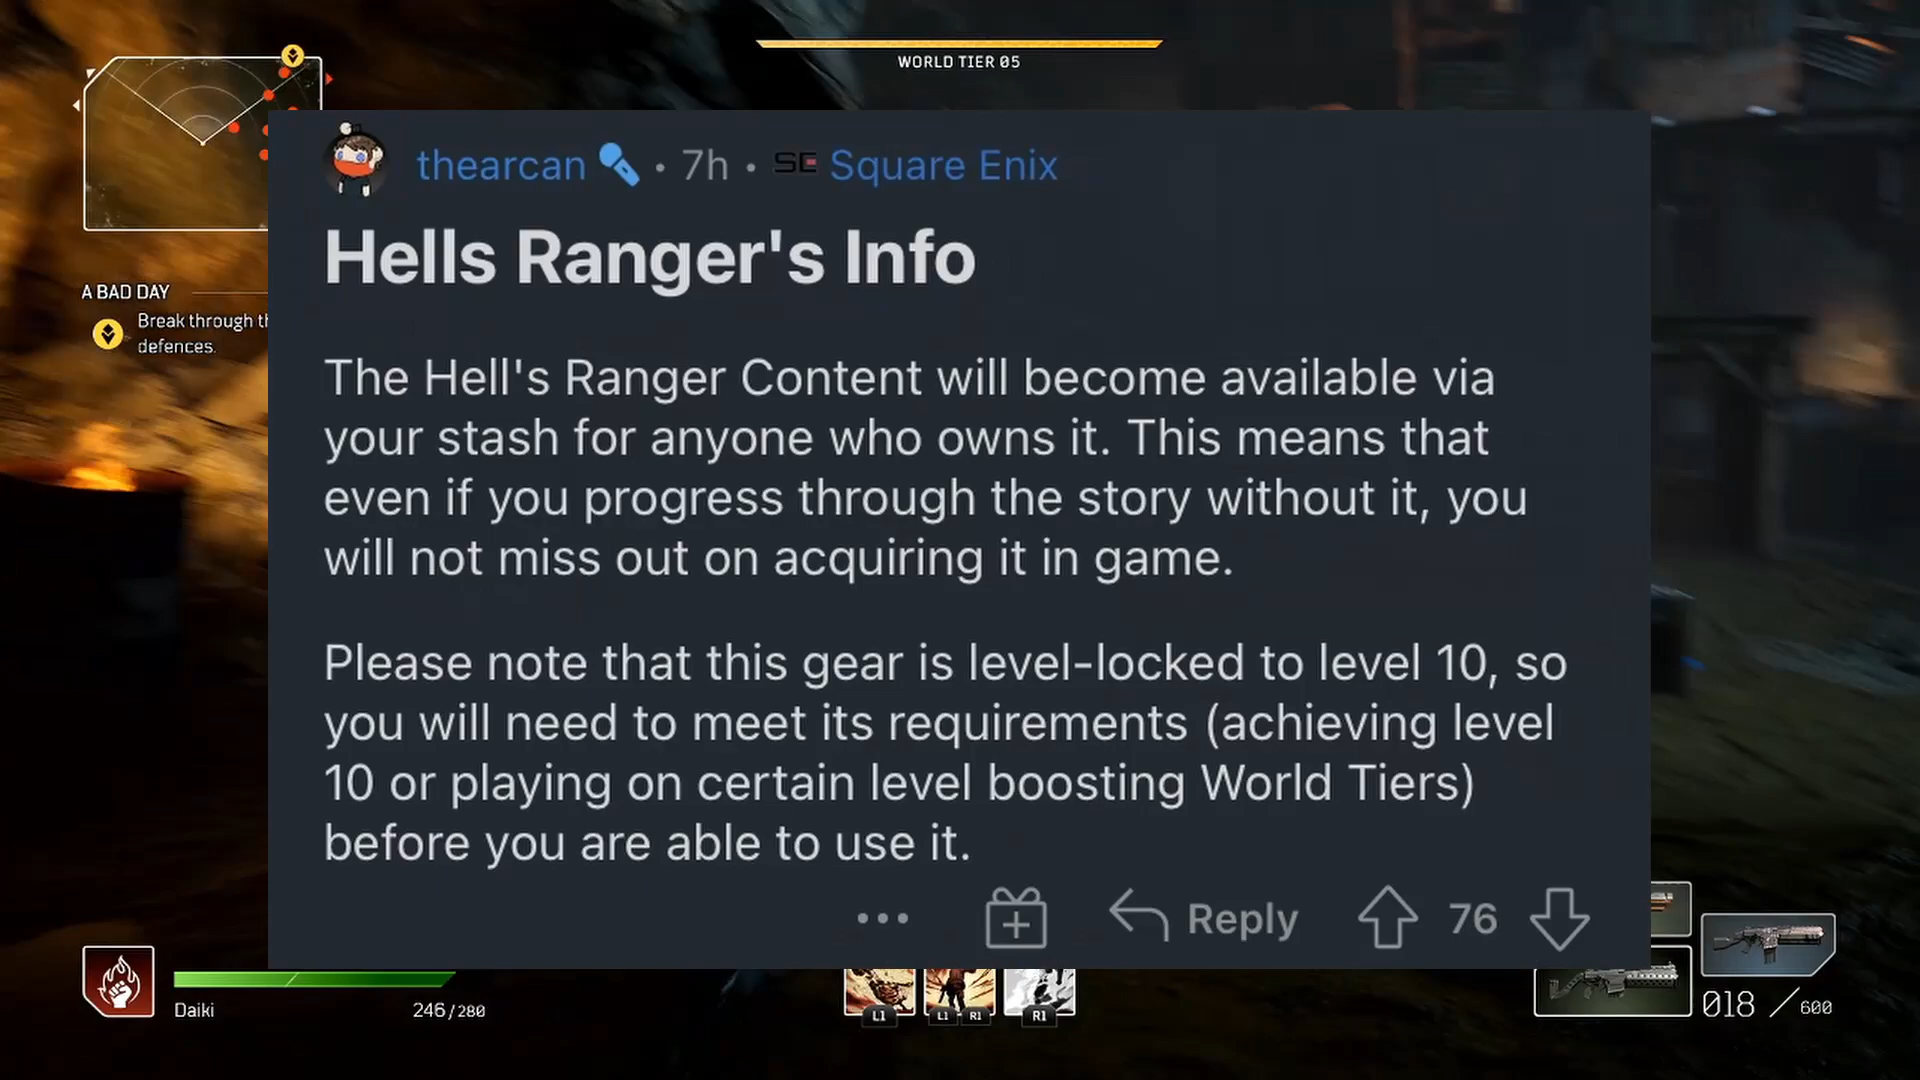 WORLD TIER 05
thearcan · 7h · SE Square Enix
Hells Ranger's Info
A BAD DAY
Break through th
defences.
The Hell's Ranger Content will become available via
your stash for anyone who owns it. This means that
even if you progress through the story without it, you
will not miss out on acquiring it in game.
Please note that this gear is level-locked to level 10, so
you will need to meet its requirements (achieving level
10 or playing on certain level boosting World Tiers)
before you are able to use it.
••• Reply 76
Daiki 246/280
L1 L1 R1 R1
018 / 600